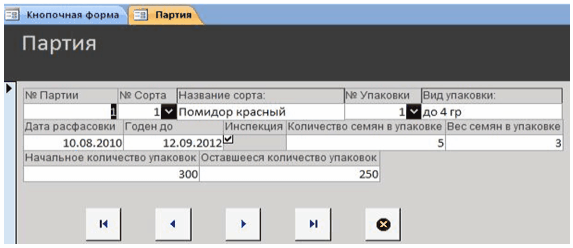 Кнопочная форма Партия
Партия
№ Партии № Сорта Название сорта: № Упаковки Вид упаковки:
1 1 Помидор красный 1 до 4 гр
Дата расфасовки Годен до Инспекция Количество семян в упаковке Вес семян в упаковке
10.08.2010 12.09.2012 5 3
Начальное количество упаковок Оставшееся количество упаковок
300 250